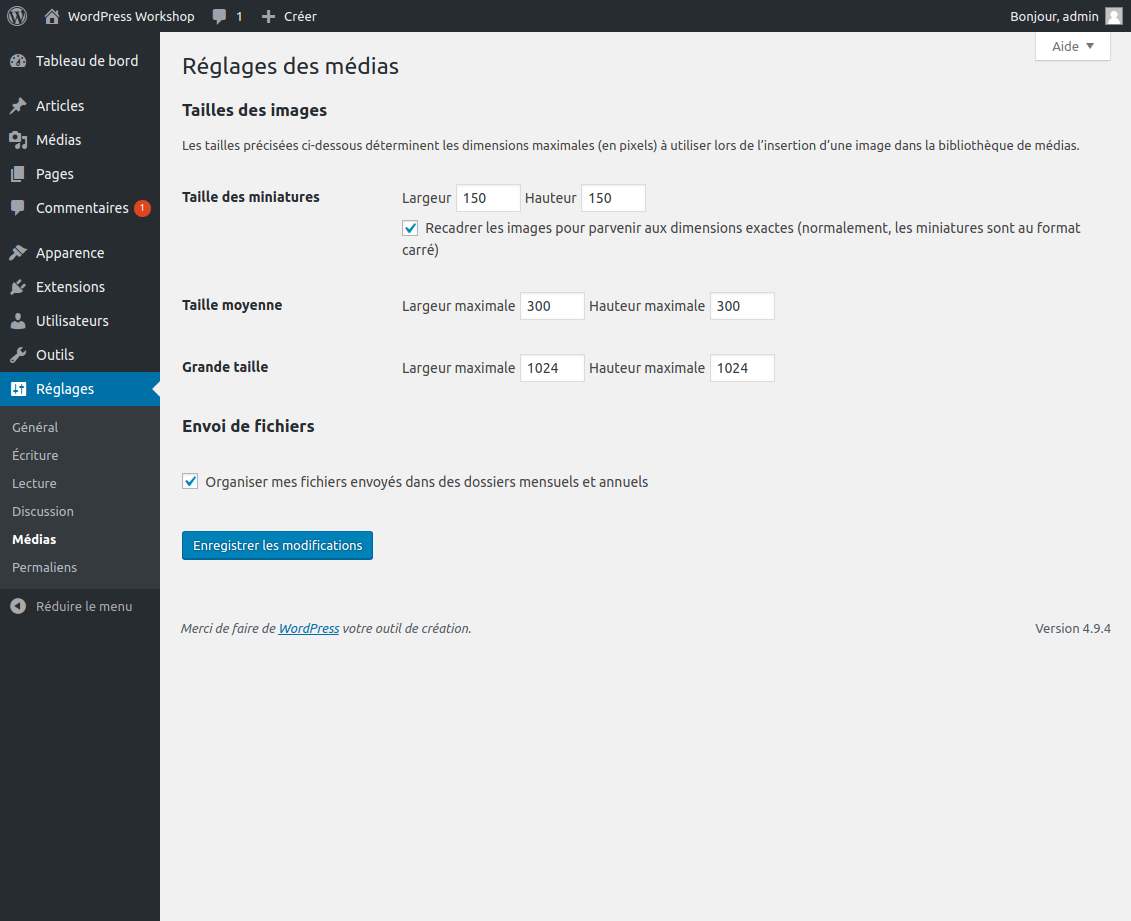 WordPress Workshop 1 Créer Bonjour, admin
Aide
Tableau de bord
Articles
Médias
Pages
Commentaires 1
Apparence
Extensions
Utilisateurs
Outils
Réglages
Général
Écriture
Lecture
Discussion
Médias
Permaliens
Réduire le menu
Réglages des médias
Tailles des images
Les tailles précisées ci-dessous déterminent les dimensions maximales (en pixels) à utiliser lors de l’insertion d’une image dans la bibliothèque de médias.
Taille des miniatures Largeur 150 Hauteur 150
Recadrer les images pour parvenir aux dimensions exactes (normalement, les miniatures sont au format
carré)
Taille moyenne Largeur maximale 300 Hauteur maximale 300
Grande taille Largeur maximale 1024 Hauteur maximale 1024
Envoi de fichiers
Organiser mes fichiers envoyés dans des dossiers mensuels et annuels
Enregistrer les modifications
Merci de faire de WordPress votre outil de création. Version 4.9.4